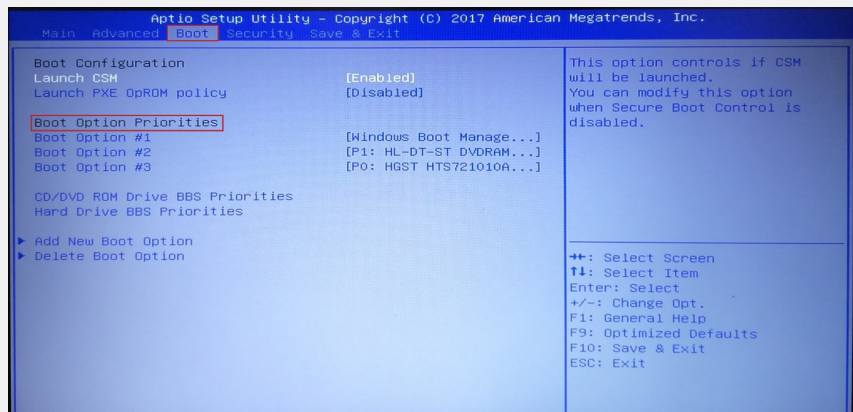 Aptio Setup Utility – Copyright (C) 2017 American Megatrends, Inc.
Main Advanced Boot Security Save & Exit
Boot Configuration
Launch CSM [Enabled]
Launch PXE OpROM policy [Disabled]
Boot Option Priorities
Boot Option #1 [Windows Boot Manage...]
Boot Option #2 [P1: HL-DT-ST DVDRAM...]
Boot Option #3 [P0: HGST HTS721010A...]
CD/DVD ROM Drive BBS Priorities
Hard Drive BBS Priorities
Add New Boot Option
Delete Boot Option
This option controls if CSM
will be launched.
You can modify this option
when Secure Boot Control is
disabled.
→←: Select Screen
↑↓: Select Item
Enter: Select
+/-: Change Opt.
F1: General Help
F9: Optimized Defaults
F10: Save & Exit
ESC: Exit